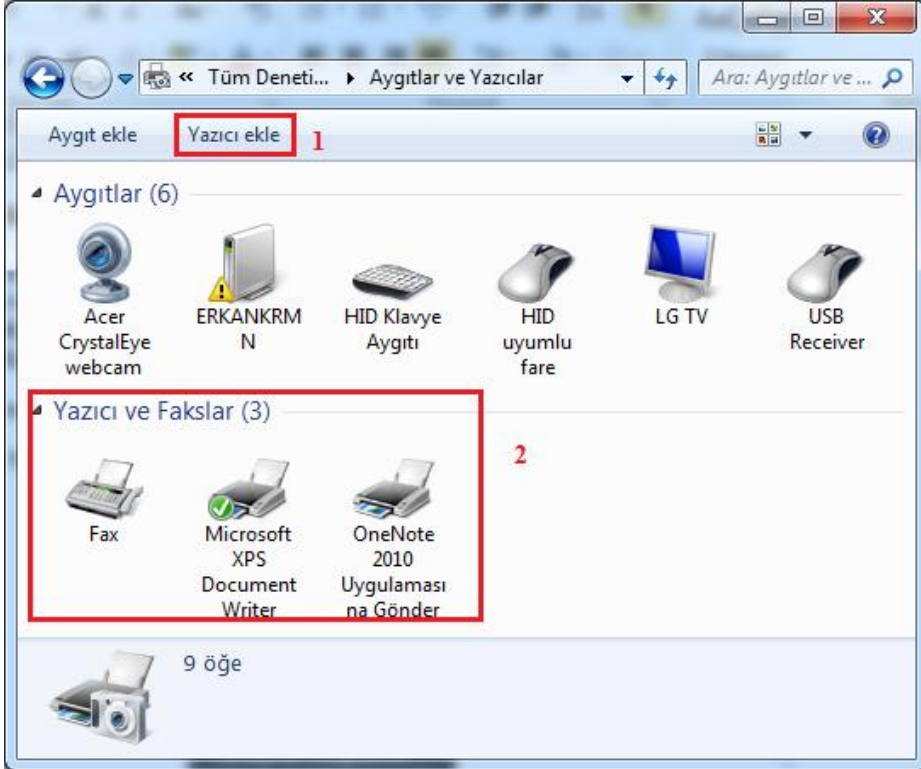 « Tüm Deneti... ▸ Aygıtlar ve Yazıcılar
Ara: Aygıtlar ve ...
Aygıt ekle
Yazıcı ekle
1
Aygıtlar (6)
Acer
CrystalEye
webcam
ERKANKRM
N
HID Klavye
Aygıtı
HID
uyumlu
fare
LG TV
USB
Receiver
Yazıcı ve Fakslar (3)
2
Fax
Microsoft
XPS
Document
Writer
OneNote
2010
Uygulaması
na Gönder
9 öğe